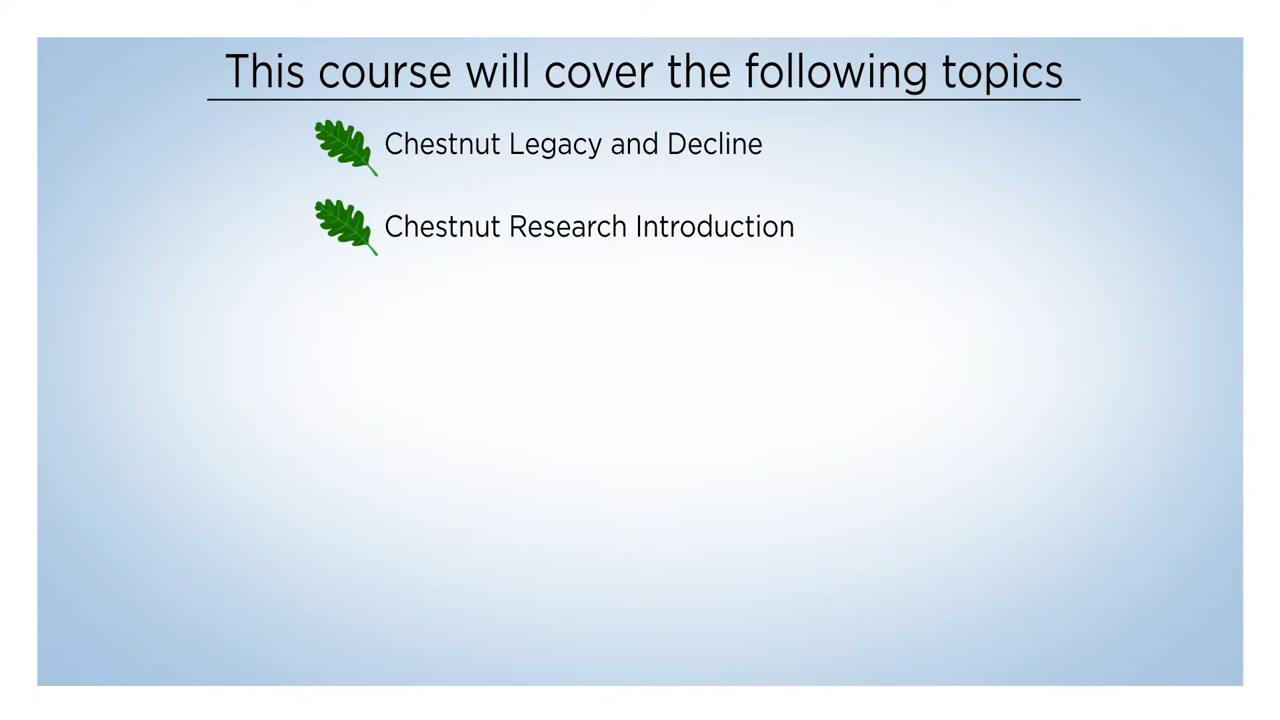 This course will cover the following topics
Chestnut Legacy and Decline
Chestnut Research Introduction